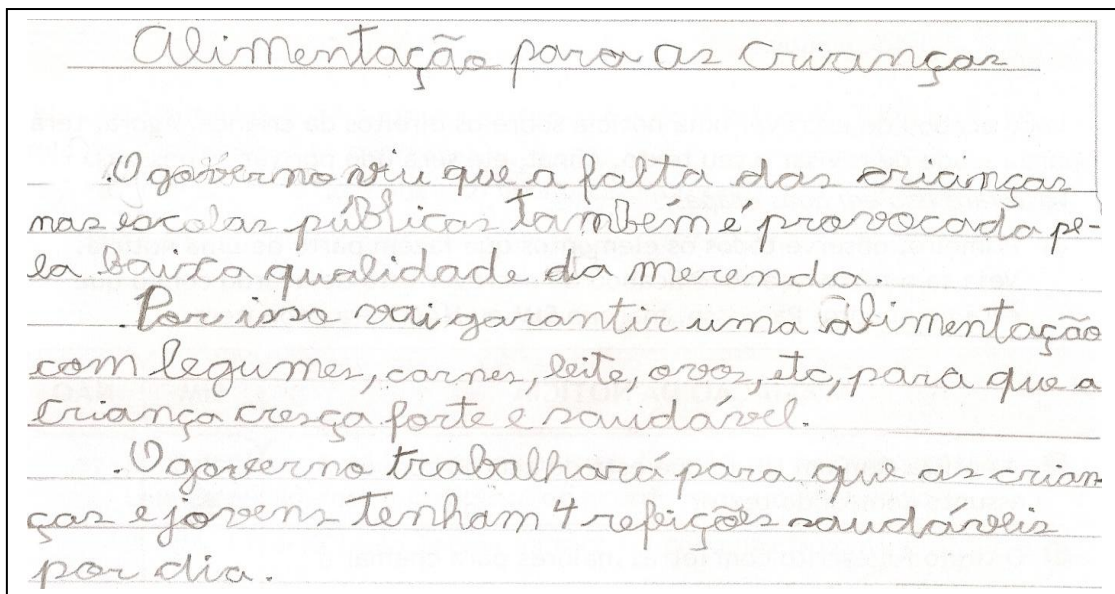 Alimentação para as Crianças
O governo viu que a falta das crianças
nas escolas públicas também é provocada pe-
la baixa qualidade da merenda.
Por isso vai garantir uma alimentação
com legumes, carnes, leite, ovos, etc, para que a
criança cresça forte e saudável.
O governo trabalhará para que as crian-
ças e jovens tenham 4 refeições saudáveis
por dia.